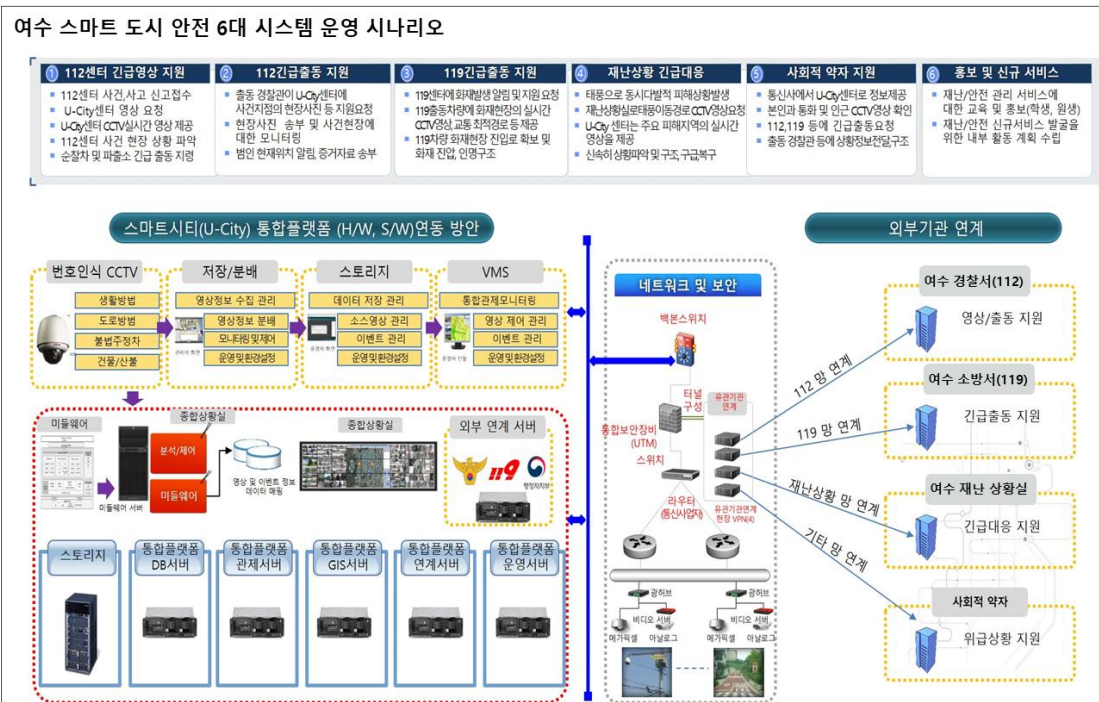 여수 스마트 도시 안전 6대 시스템 운영 시나리오
① 112센터 긴급영상 지원
▪ 112센터 사건,사고 신고접수
▪ U-City센터 영상 요청
▪ U-City센터 CCTV실시간 영상 제공
▪ 112센터 사건 현장 상황 파악
▪ 순찰차 및 파출소 긴급 출동 지령
② 112긴급출동 지원
▪ 출동 경찰관이 U-City센터에
사건지점의 현장사진 등 지원요청
▪ 현장사진 송부 및 사건현장에
대한 모니터링
▪ 범인 현재위치 알림, 증거자료 송부
③ 119긴급출동 지원
▪ 119센터에 화재발생 알림 및 지원 요청
▪ 119출동차량에 화재현장의 실시간
CCTV영상,교통 최적경로 등 제공
▪ 119차량 화재현장 진입로 확보 및
화재 진압, 인명구조
④ 재난상황 긴급대응
▪ 태풍으로 동시다발적 피해상황발생
▪ 재난상황실로태풍이동경로 CCTV영상요청
▪ U-City 센터는 주요 피해지역의 실시간
영상을 제공
▪ 신속히 상황파악 및 구조, 구급,복구
⑤ 사회적 약자 지원
▪ 통신사에서 U-City센터로 정보제공
▪ 본인과 통화 및 인근 CCTV영상 확인
▪ 112,119 등에 긴급출동요청
▪ 출동 경찰관 등에 상황정보전달,구조
⑥ 홍보 및 신규 서비스
▪ 재난/안전 관리 서비스에
대한 교육 및 홍보(학생, 원생)
▪ 재난/안전 신규서비스 발굴을
위한 내부 활동 계획 수립
스마트시티(U-City) 통합플랫폼 (H/W, S/W)연동 방안
외부기관 연계
번호인식 CCTV
생활방법
도로방법
불법주정차
건물/산불
저장/분배
영상정보 수집 관리
영상정보 분배
모니터링및제어
운영및환경설정
관리자 화면
스토리지
데이터 저장 관리
소스영상 관리
이벤트 관리
운영및환경설정
운영자 화면
VMS
통합관제모니터링
영상 제어 관리
이벤트 관리
운영및환경설정
미들웨어
미들웨어 서버
종합상황실
분석/제어
미들웨어
영상 및 이벤트 정보
데이터 매핑
종합상황실
외부 연계 서버
119
행정자치부
스토리지
통합플랫폼
DB서버
통합플랫폼
관제서버
통합플랫폼
GIS서버
통합플랫폼
연계서버
통합플랫폼
운영서버
네트워크 및 보안
백본스위치
터널
구성
유관기관
연계
통합보안장비
(UTM)
스위치
라우터
(통신사업자)
유관기관연계
현장 VPN(4)
광허브
비디오 서버
메가픽셀
아날로그
광허브
비디오 서버
메가픽셀
아날로그
112 망 연계
119 망 연계
재난상황 망 연계
기타 망 연계
여수 경찰서(112)
영상/출동 지원
여수 소방서(119)
긴급출동 지원
여수 재난 상황실
긴급대응 지원
사회적 약자
위급상황 지원